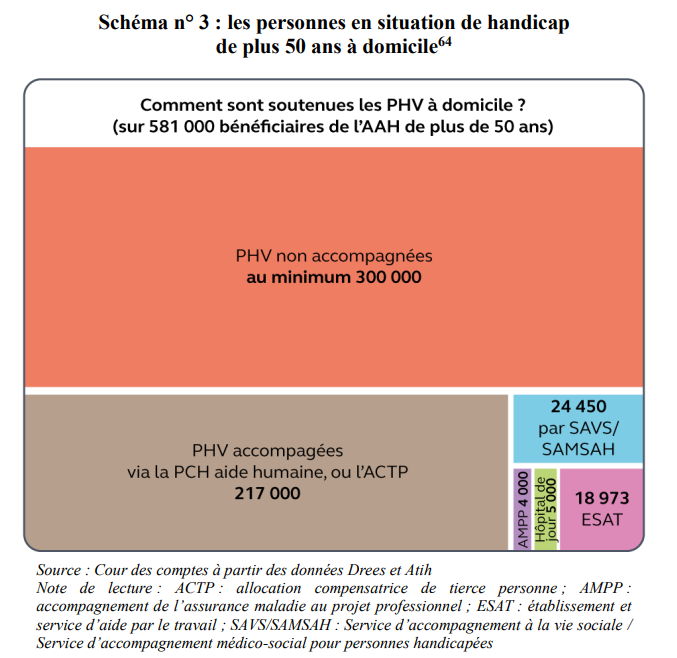 Schéma n° 3 : les personnes en situation de handicap
de plus 50 ans à domicile64
Comment sont soutenues les PHV à domicile ?
(sur 581 000 bénéficiaires de l’AAH de plus de 50 ans)
PHV non accompagnées
au minimum 300 000
PHV accompagées
via la PCH aide humaine, ou l’ACTP
217 000
24 450
par SAVS/
SAMSAH
AMPP 4 000
Hôpital de
jour 5 000
18 973
ESAT
Source : Cour des comptes à partir des données Drees et Atih
Note de lecture : ACTP : allocation compensatrice de tierce personne ; AMPP :
accompagnement de l’assurance maladie au projet professionnel ; ESAT : établissement et
service d’aide par le travail ; SAVS/SAMSAH : Service d’accompagnement à la vie sociale /
Service d’accompagnement médico-social pour personnes handicapées